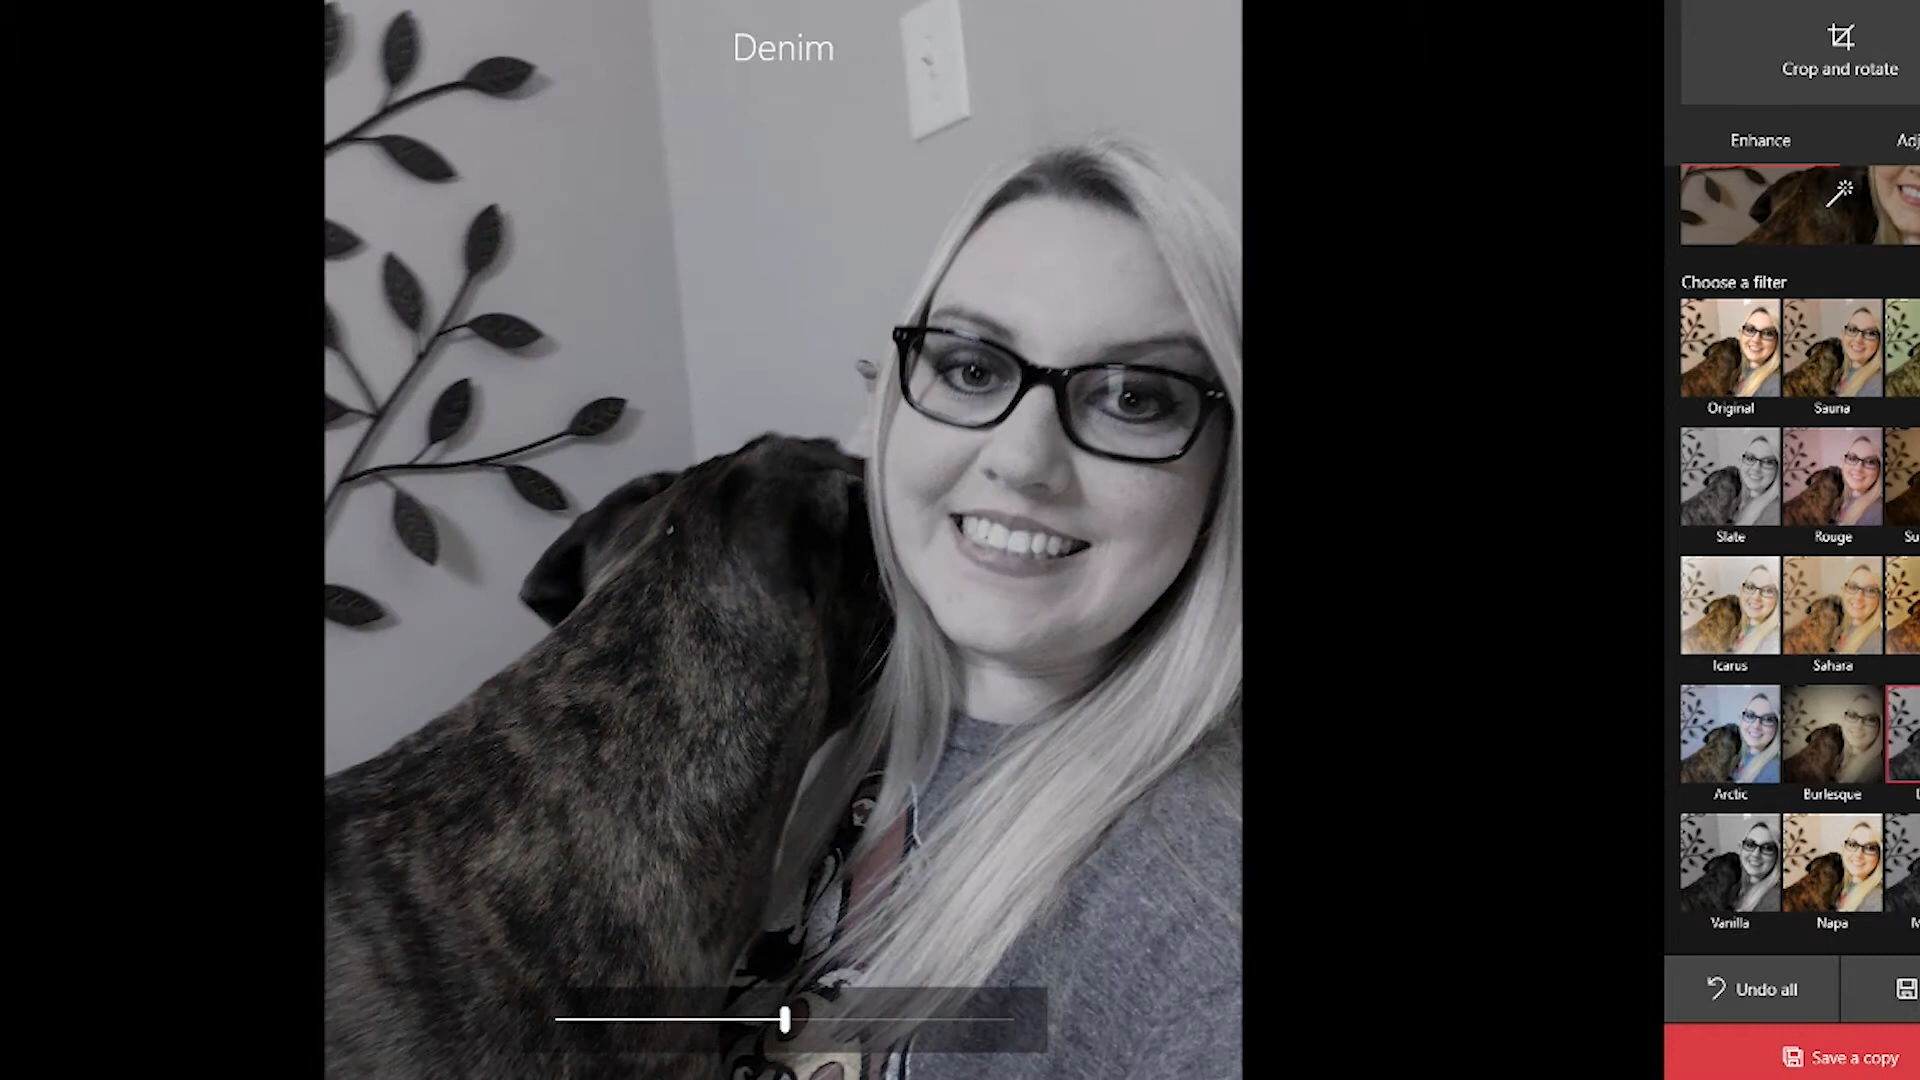 Denim
Crop and rotate
Enhance
Choose a filter
Original
Sauna
Slate
Rouge
Icarus
Sahara
Arctic
Burlesque
Vanilla
Napa
Undo all
Save a copy